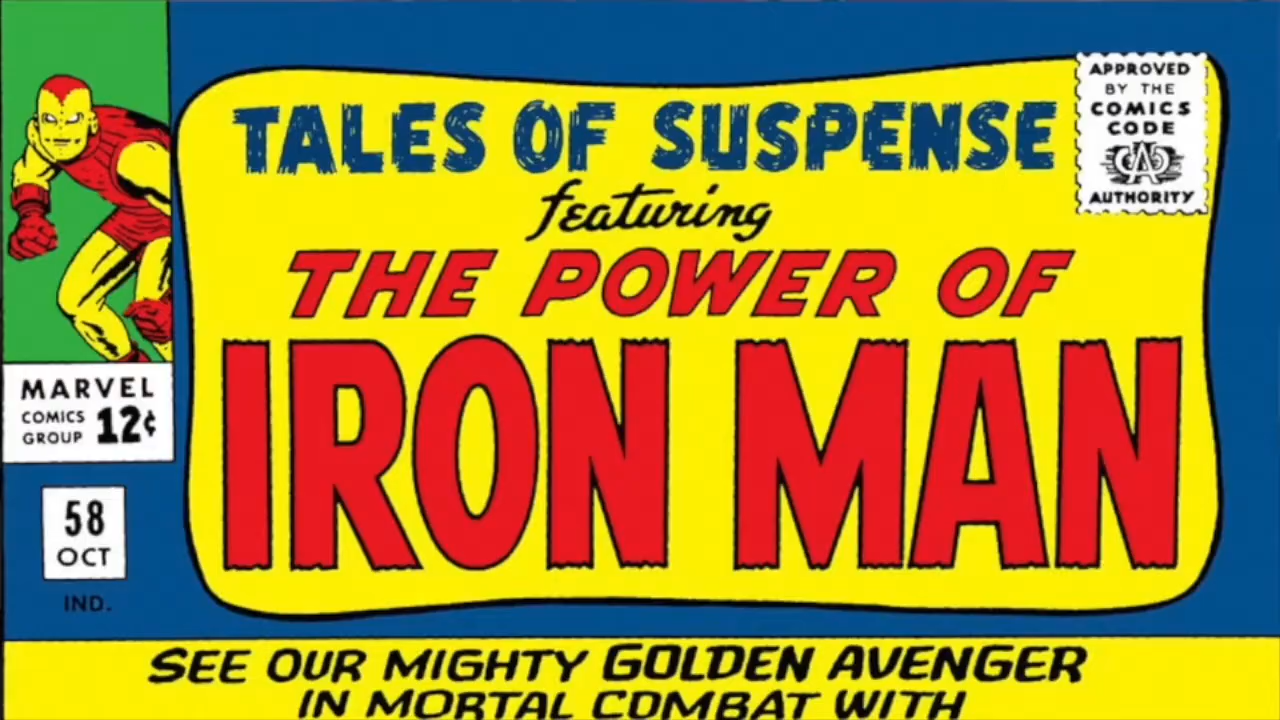 TALES OF SUSPENSE
featuring
THE POWER OF
IRON MAN
APPROVED
BY THE
COMICS
CODE
CA
AUTHORITY
MARVEL
COMICS
GROUP 12¢
58
OCT
IND.
SEE OUR MIGHTY GOLDEN AVENGER
IN MORTAL COMBAT WITH